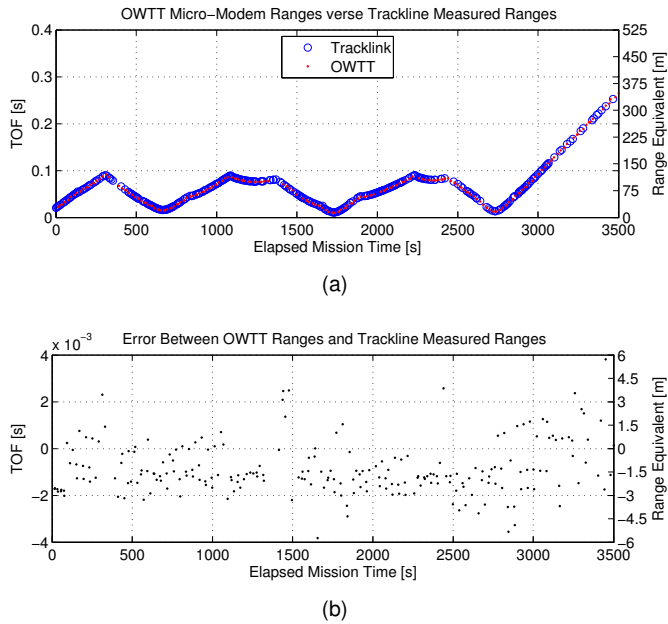 OWTT Micro−Modem Ranges verse Trackline Measured Ranges
0.4
0.3
0.2
0.1
0
TOF [s]
Tracklink
OWTT
525
450
375
300
225
150
75
0
Range Equivalent [m]
0 500 1000 1500 2000 2500 3000 3500
Elapsed Mission Time [s]
(a)
Error Between OWTT Ranges and Trackline Measured Ranges
x 10−3
4
2
0
−2
−4
TOF [s]
6
4.5
3
1.5
0
−1.5
−3
−4.5
−6
Range Equivalent [m]
0 500 1000 1500 2000 2500 3000 3500
Elapsed Mission Time [s]
(b)